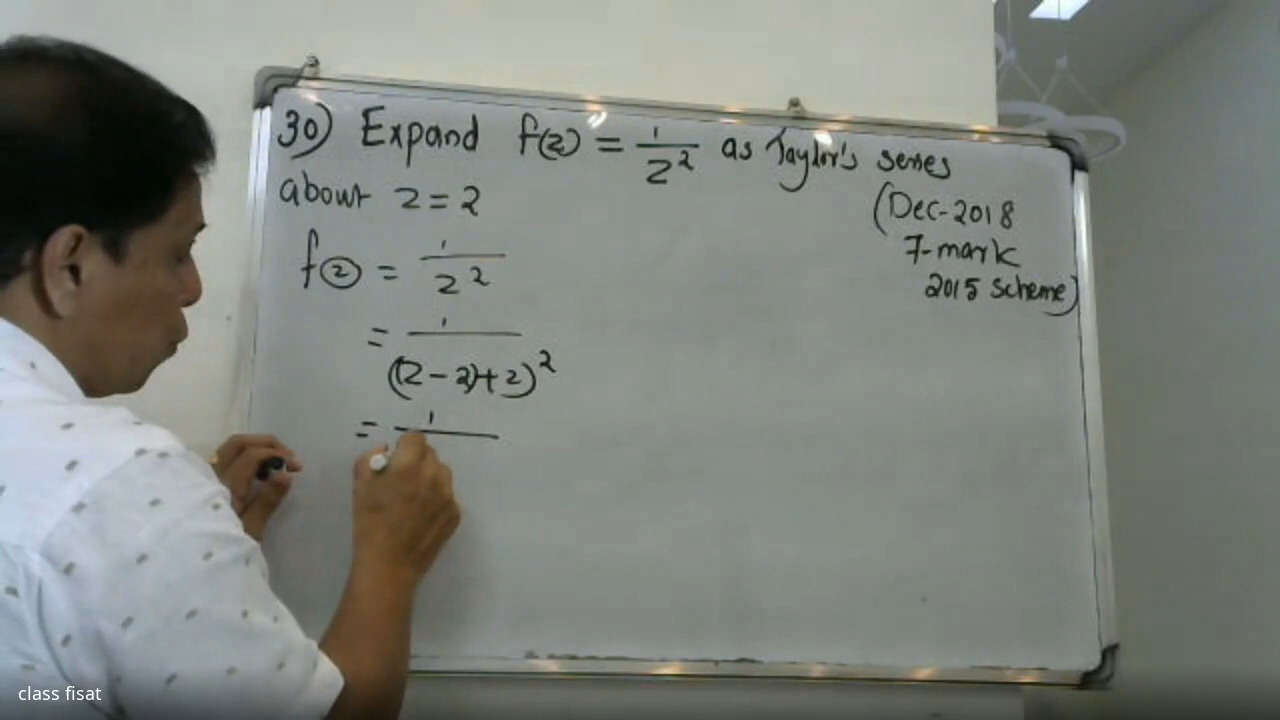 30) Expand f(z) = 1/z² as Taylor's series
about z = 2
(Dec-2018
7-mark
2015 scheme)
f(z) = 1/z²
= 1/((z-2)+2)²
= 1/
class fisat